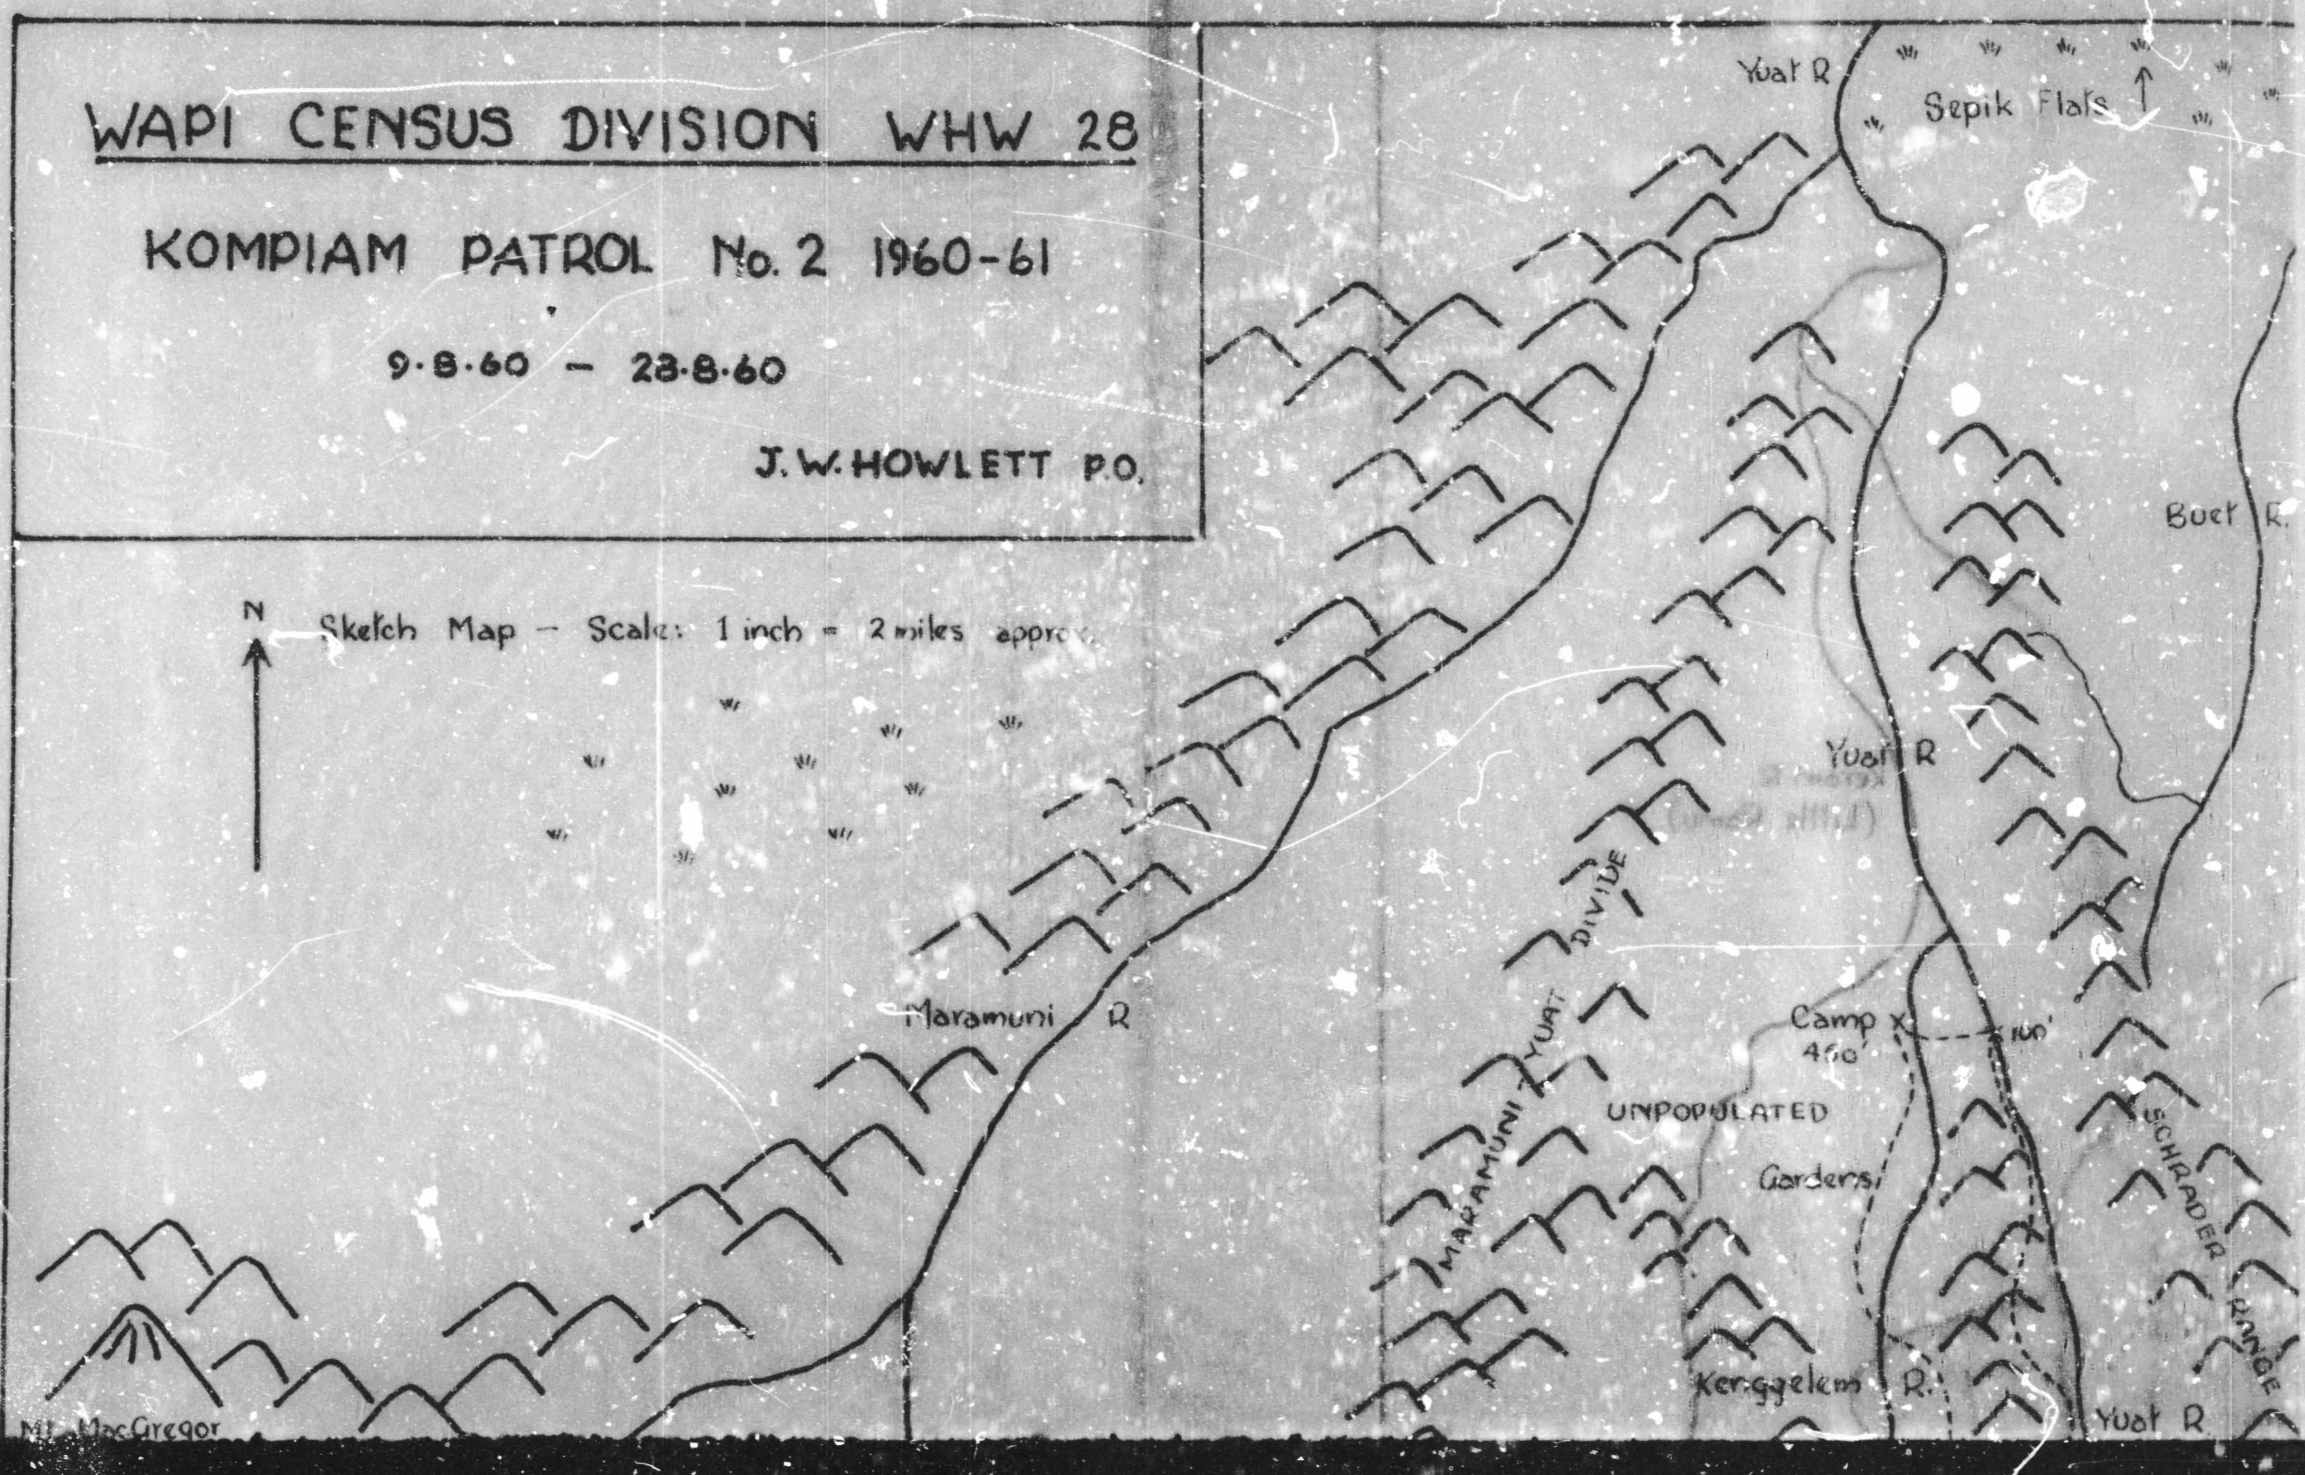 WAPI CENSUS DIVISION WHW 28
KOMPIAM PATROL No. 2 1960-61
9.8.60 - 23.8.60
J.W. HOWLETT P.O.
N
Sketch Map - Scale: 1 inch = 2 miles approx.
Yuat R
Sepik Flats
Buet R.
Yuat R
Maramuni R
MARAMUNI - YUAT DIVIDE
Camp x
460'
UNPOPULATED
Gardens
SCHRADER RANGE
Kenggelem R.
Yuat R
Mt. MacGregor